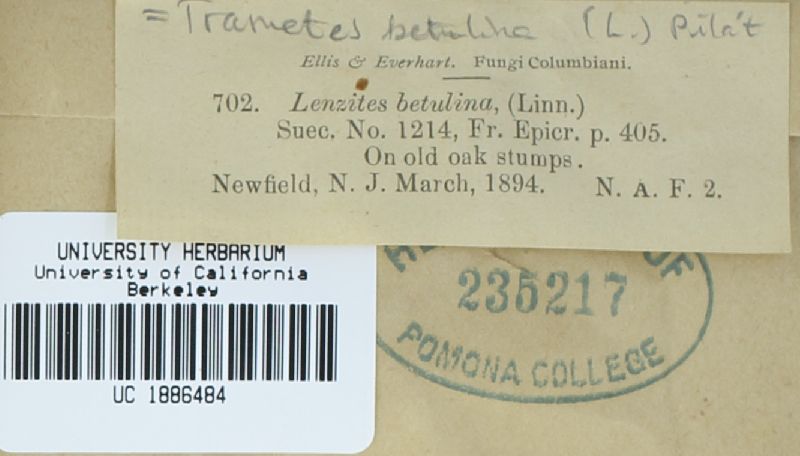 = Trametes betulina (L.) Pilát
Ellis & Everhart. Fungi Columbiani.
702. Lenzites betulina, (Linn.)
Suec. No. 1214, Fr. Epicr. p. 405.
On old oak stumps.
Newfield, N. J. March, 1894. N. A. F. 2.
UNIVERSITY HERBARIUM
University of California
Berkeley
UC 1886484
OF
235217
POMONA COLLEGE